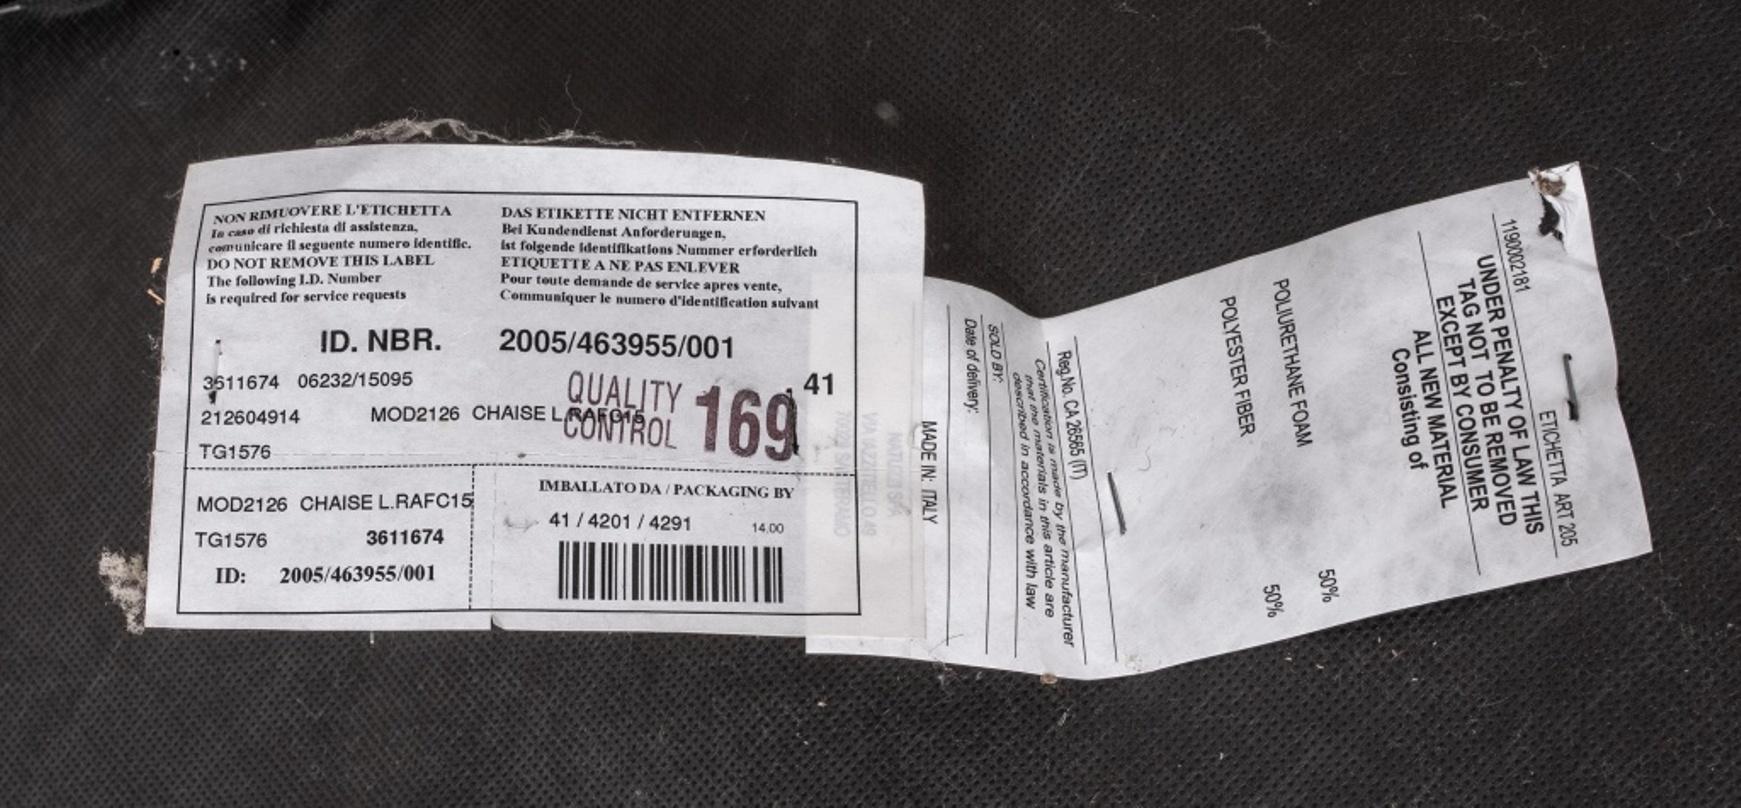 NON RIMUOVERE L'ETICHETTA
In caso di richiesta di assistenza,
comunicare il seguente numero identific.
DO NOT REMOVE THIS LABEL
The following I.D. Number
is required for service requests
DAS ETIKETTE NICHT ENTFERNEN
Bei Kundendienst Anforderungen,
ist folgende Identifikations Nummer erforderlich
ETIQUETTE A NE PAS ENLEVER
Pour toute demande de service apres vente,
Communiquer le numero d'identification suivant
ID. NBR. 2005/463955/001
3611674 06232/15095
41
212604914 MOD2126 CHAISE L.RAFC15
TG1576
QUALITY
CONTROL 169
MOD2126 CHAISE L.RAFC15
TG1576 3611674
ID: 2005/463955/001
IMBALLATO DA / PACKAGING BY
41 / 4201 / 4291 14.00
1190002181 ETICHETTA ART 205
UNDER PENALTY OF LAW THIS
TAG NOT TO BE REMOVED
EXCEPT BY CONSUMER
ALL NEW MATERIAL
Consisting of
POLIURETHANE FOAM 50%
POLYESTER FIBER 50%
Reg.No. CA 26565 (IT)
Certification is made by the manufacturer
that the materials in this article are
described in accordance with law
SOLD BY:
Date of delivery:
MADE IN: ITALY